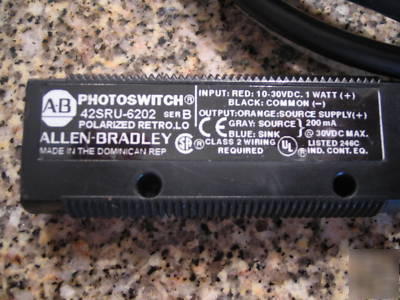 A-B PHOTOSWITCH®
42SRU-6202 SER B
POLARIZED RETRO.LO
ALLEN-BRADLEY
MADE IN THE DOMINICAN REP
INPUT: RED: 10-30VDC. 1 WATT (+)
BLACK: COMMON (-)
OUTPUT: ORANGE: SOURCE SUPPLY(+)
GRAY: SOURCE } 200 mA
BLUE: SINK } @ 30VDC MAX.
CLASS 2 WIRING REQUIRED
UL LISTED 246C
IND. CONT. EQ.